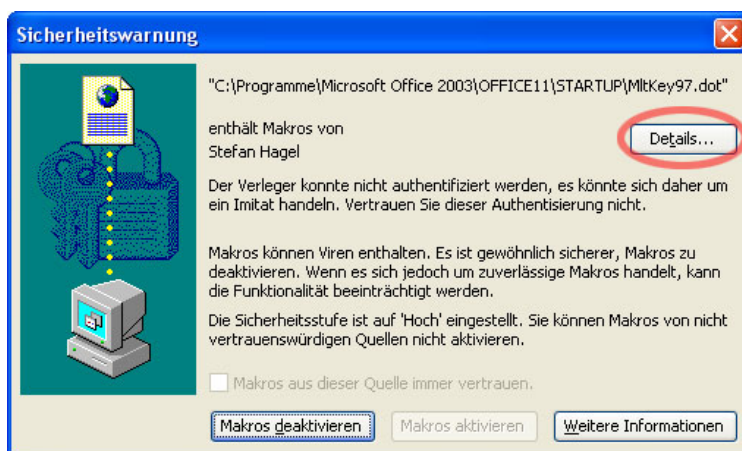 Sicherheitswarnung
"C:\Programme\Microsoft Office 2003\OFFICE11\STARTUP\MltKey97.dot"
enthält Makros von
Stefan Hagel
Details...
Der Verleger konnte nicht authentifiziert werden, es könnte sich daher um
ein Imitat handeln. Vertrauen Sie dieser Authentisierung nicht.
Makros können Viren enthalten. Es ist gewöhnlich sicherer, Makros zu
deaktivieren. Wenn es sich jedoch um zuverlässige Makros handelt, kann
die Funktionalität beeinträchtigt werden.
Die Sicherheitsstufe ist auf 'Hoch' eingestellt. Sie können Makros von nicht
vertrauenswürdigen Quellen nicht aktivieren.
Makros aus dieser Quelle immer vertrauen.
Makros deaktivieren Makros aktivieren Weitere Informationen